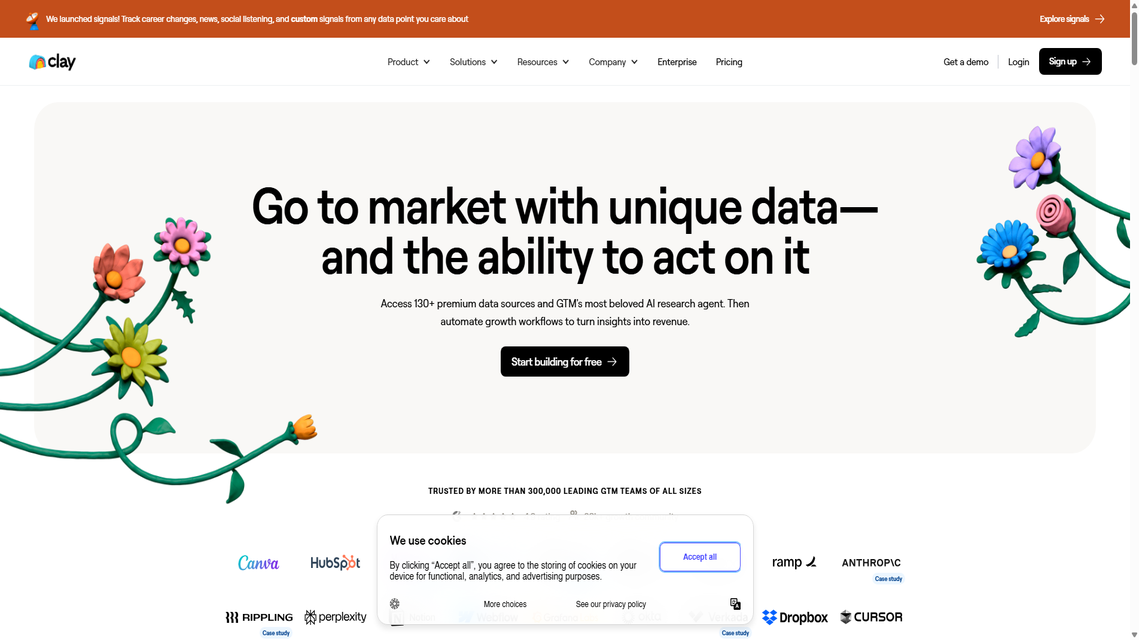 We launched signals! Track career changes, news, social listening, and custom signals from any data point you care about
Explore signals
clay
Product
Solutions
Resources
Company
Enterprise
Pricing
Get a demo
Login
Sign up
Go to market with unique data—
and the ability to act on it
Access 130+ premium data sources and GTM's most beloved AI research agent. Then
automate growth workflows to turn insights into revenue.
Start building for free
TRUSTED BY MORE THAN 300,000 LEADING GTM TEAMS OF ALL SIZES
We use cookies
By clicking “Accept all”, you agree to the storing of cookies on your
device for functional, analytics, and advertising purposes.
Accept all
More choices
See our privacy policy
Canva
HubSpot
ramp
ANTHROP\C
Case study
RIPPLING
Case study
perplexity
Case study
Dropbox
CURSOR